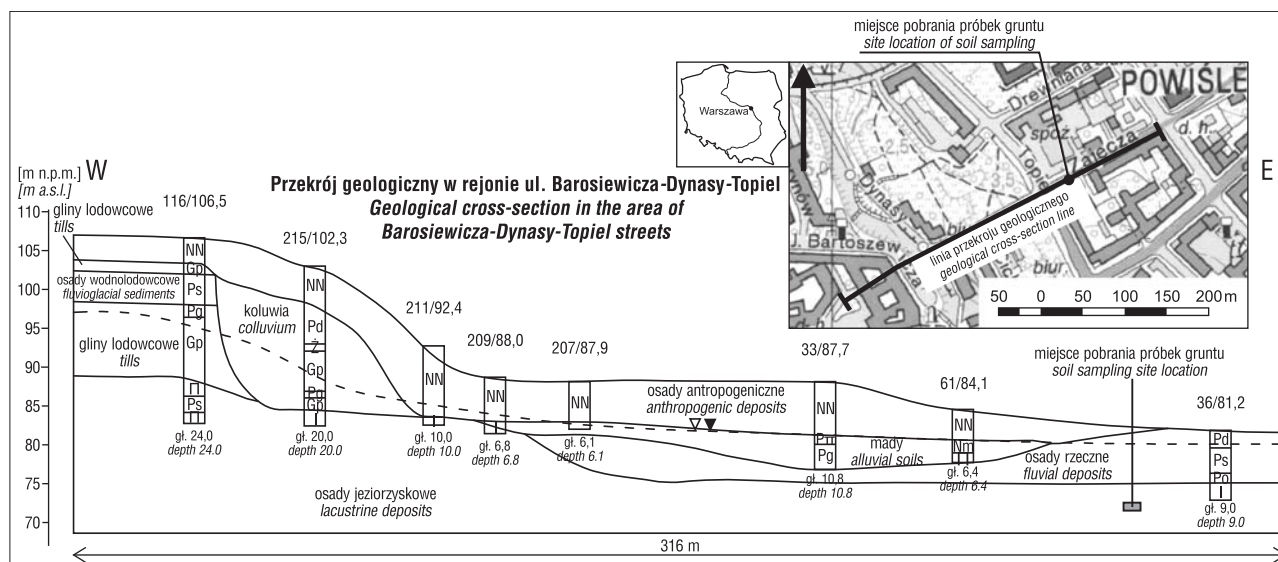 miejsce pobrania próbek gruntu
site location of soil sampling
POWIŚLE
Drewniana
spoż.
Zajęcza
d. h.
2,5
Dynasy
J. Bartoszew
biur.
d. h.
linia przekroju geologicznego
geological cross-section line
50 0 50 100 150 200 m
Warszawa
[m n.p.m.] W
[m a.s.l.]
E
Przekrój geologiczny w rejonie ul. Barosiewicza-Dynasy-Topiel
Geological cross-section in the area of
Barosiewicza-Dynasy-Topiel streets
110
105
100
95
90
85
80
75
70
gliny lodowcowe
tills
osady wodnolodowcowe
fluvioglacial sediments
gliny lodowcowe
tills
116/106,5
NN
Gp
Ps
Pg
Gp
Π
Ps
gł. 24,0
depth 24.0
koluwia
colluvium
215/102,3
NN
Pd
Ż
Gp
Pg
Gp
I
gł. 20,0
depth 20.0
211/92,4
NN
I
gł. 10,0
depth 10.0
209/88,0
NN
I
gł. 6,8
depth 6.8
207/87,9
NN
gł. 6,1
depth 6.1
osady antropogeniczne
anthropogenic deposits
33/87,7
NN
Pπ
Pg
gł. 10,8
depth 10.8
mady
alluvial soils
61/84,1
NN
Nm
gł. 6,4
depth 6.4
osady rzeczne
fluvial deposits
miejsce pobrania próbek gruntu
soil sampling site location
36/81,2
Pd
Ps
I
gł. 9,0
depth 9.0
osady jeziorzyskowe
lacustrine deposits
316 m